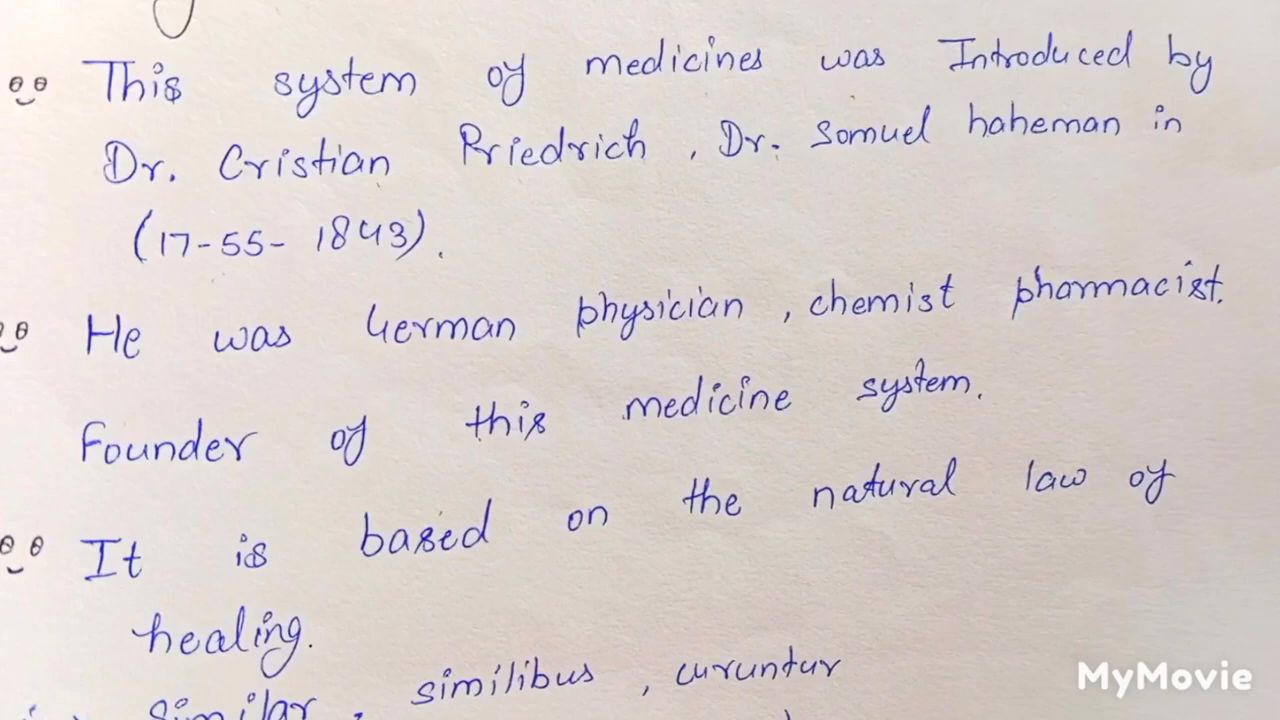 This system of medicines was Introduced by
Dr. Cristian Rriedrich, Dr. Somuel haheman in
(17-55- 1843).
He was German physician, chemist pharmacist.
Founder of this medicine system.
It is based on the natural law of
healing.
Similar, similibus, curuntur
MyMovie